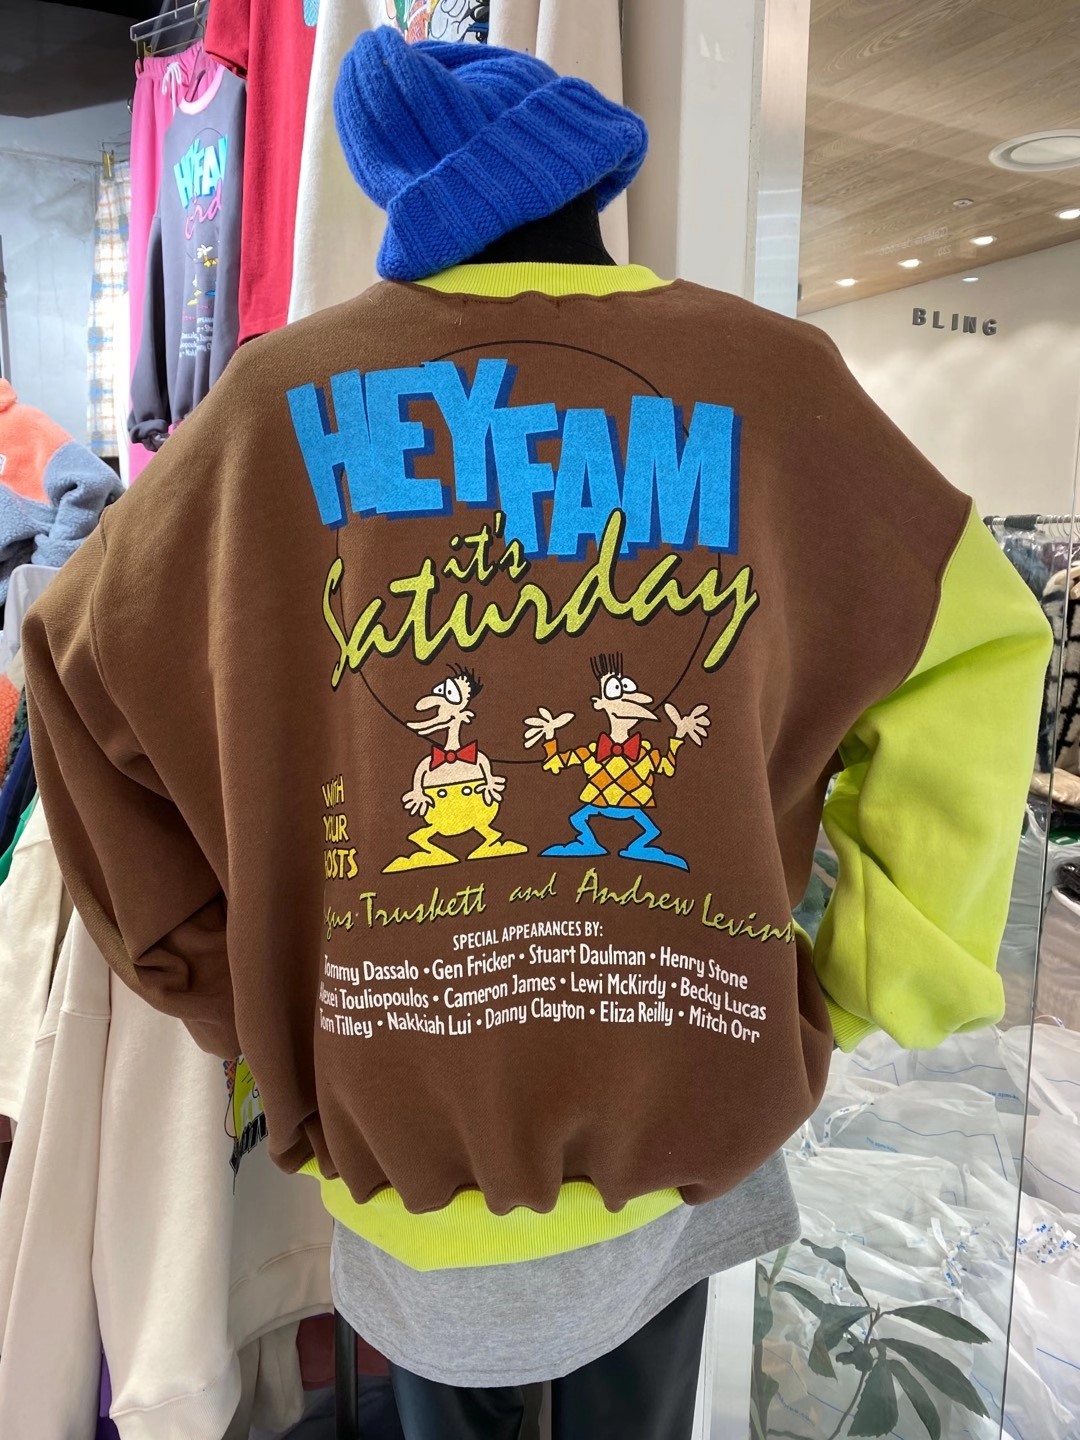 HEY FAM
it's
Saturday
WITH
YOUR
HOSTS
Truskett and Andrew
SPECIAL APPEARANCES BY:
Tommy Dassalo • Gen Fricker • Stuart Daulman • Henry Stone
Alexei Touliopoulos • Cameron James • Lewi McKirdy • Becky Lucas
Tom Tilley • Nakkiah Lui • Danny Clayton • Eliza Reilly • Mitch Orr
BLING
HEY FA